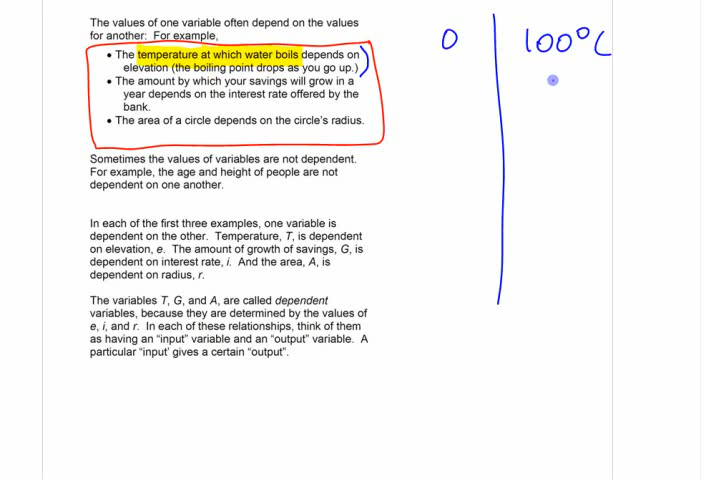 The values of one variable often depend on the values
for another: For example,
• The temperature at which water boils depends on
elevation (the boiling point drops as you go up.)
• The amount by which your savings will grow in a
year depends on the interest rate offered by the
bank.
• The area of a circle depends on the circle's radius.
Sometimes the values of variables are not dependent.
For example, the age and height of people are not
dependent on one another.
In each of the first three examples, one variable is
dependent on the other. Temperature, T, is dependent
on elevation, e. The amount of growth of savings, G, is
dependent on interest rate, i. And the area, A, is
dependent on radius, r.
The variables T, G, and A, are called dependent
variables, because they are determined by the values of
e, i, and r. In each of these relationships, think of them
as having an "input" variable and an "output" variable. A
particular "input' gives a certain "output".
0 100°C